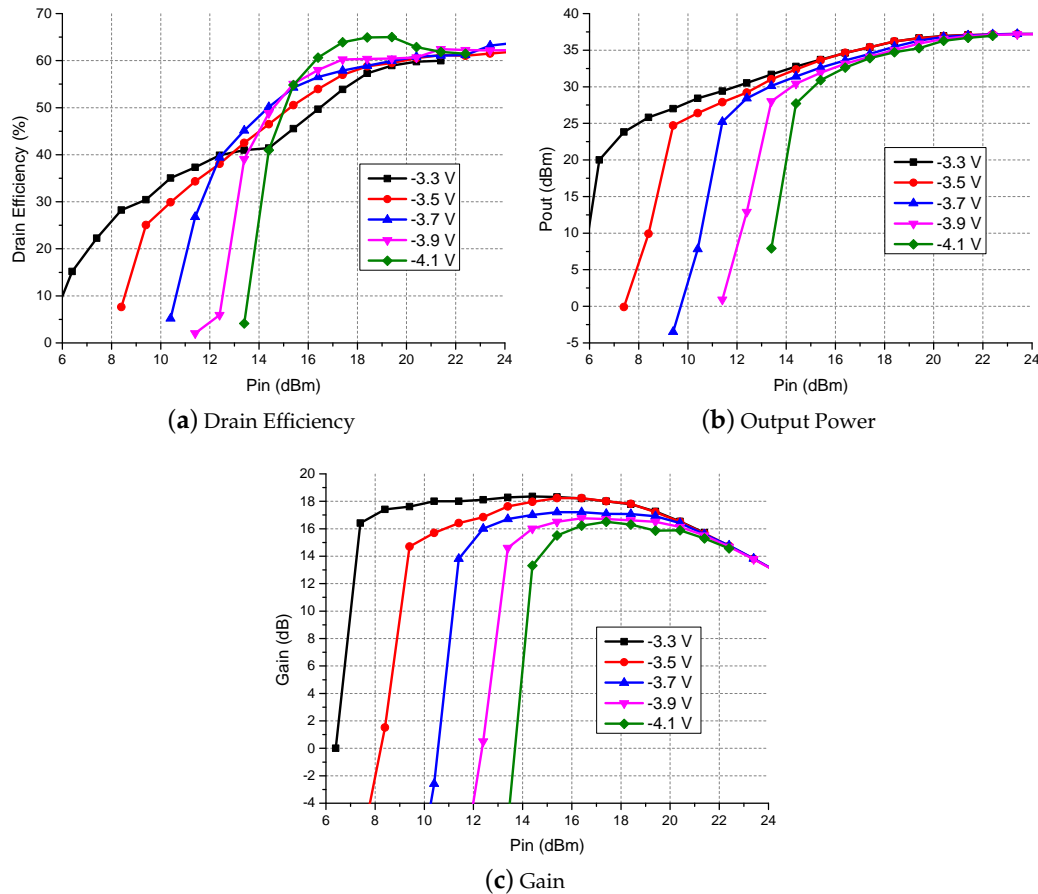 70
60
50
40
30
20
10
0
Drain Efficiency (%)
6 8 10 12 14 16 18 20 22 24
Pin (dBm)
-3.3 V
-3.5 V
-3.7 V
-3.9 V
-4.1 V
(a) Drain Efficiency
40
35
30
25
20
15
10
5
0
-5
Pout (dBm)
6 8 10 12 14 16 18 20 22 24
Pin (dBm)
-3.3 V
-3.5 V
-3.7 V
-3.9 V
-4.1 V
(b) Output Power
20
18
16
14
12
10
8
6
4
2
0
-2
-4
Gain (dB)
6 8 10 12 14 16 18 20 22 24
Pin (dBm)
-3.3 V
-3.5 V
-3.7 V
-3.9 V
-4.1 V
(c) Gain